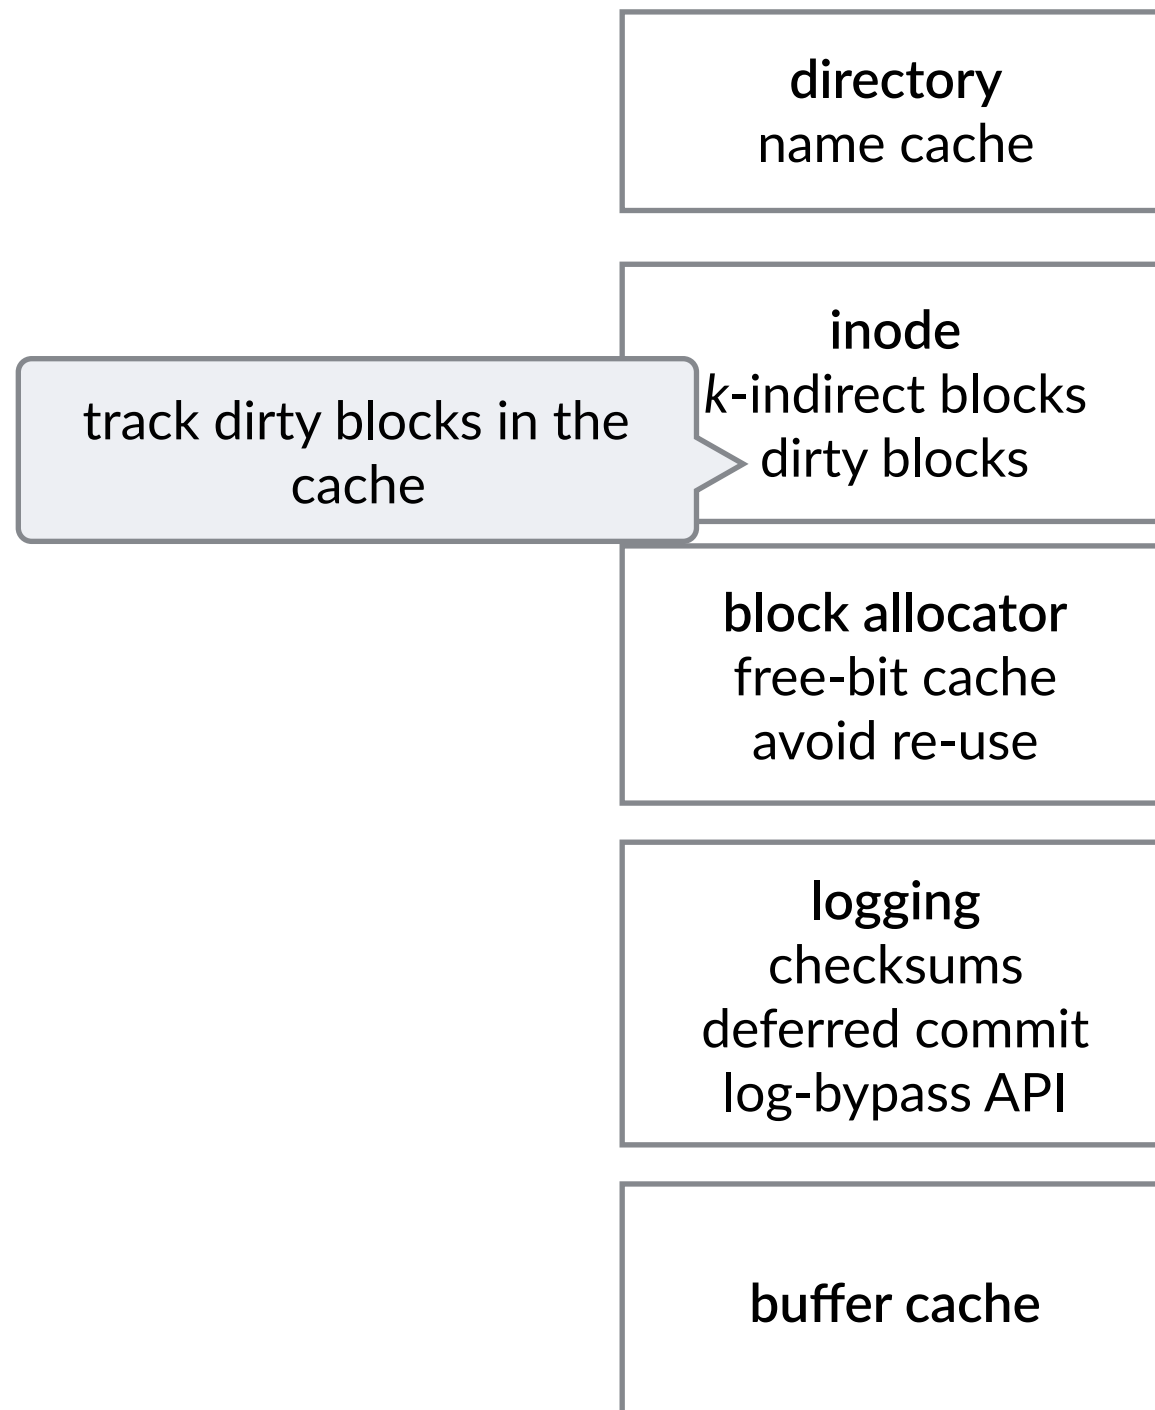 directory
name cache
inode
k-indirect blocks
dirty blocks
track dirty blocks in the
cache
block allocator
free-bit cache
avoid re-use
logging
checksums
deferred commit
log-bypass API
buffer cache